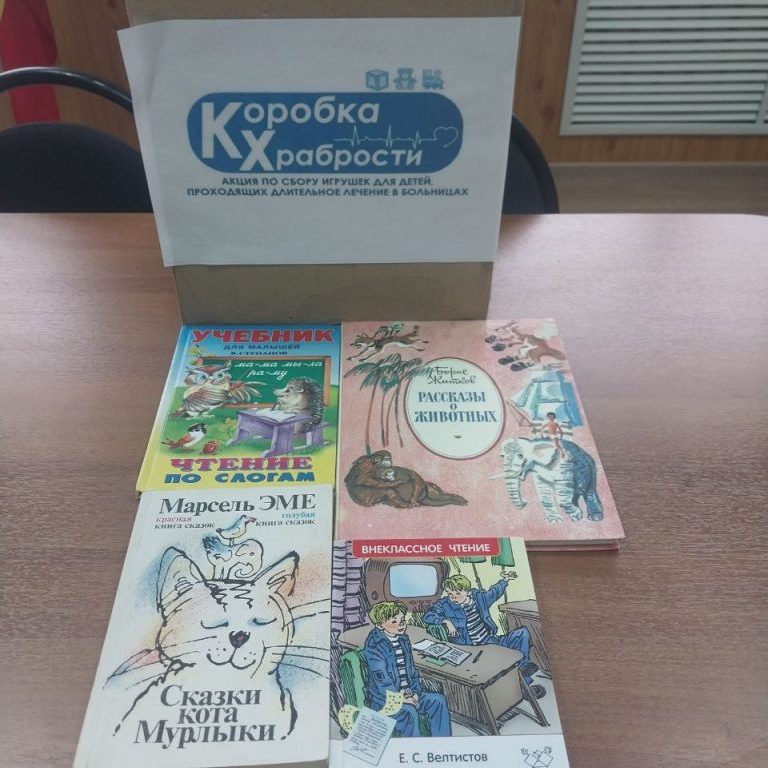 Коробка
Храбрости
АКЦИЯ ПО СБОРУ ИГРУШЕК ДЛЯ ДЕТЕЙ,
ПРОХОДЯЩИХ ДЛИТЕЛЬНОЕ ЛЕЧЕНИЕ В БОЛЬНИЦАХ
УЧЕБНИК
ДЛЯ МАЛЫШЕЙ
В.СТЕПАНОВ
ма-ма мы-ла
ра-му
ЧТЕНИЕ
ПО СЛОГАМ
Борис
Житков
РАССКАЗЫ
О
ЖИВОТНЫХ
Марсель ЭМЕ
красная голубая
книга сказок книга сказок
Сказки
кота
Мурлыки
ВНЕКЛАССНОЕ ЧТЕНИЕ
Е. С. Велтистов